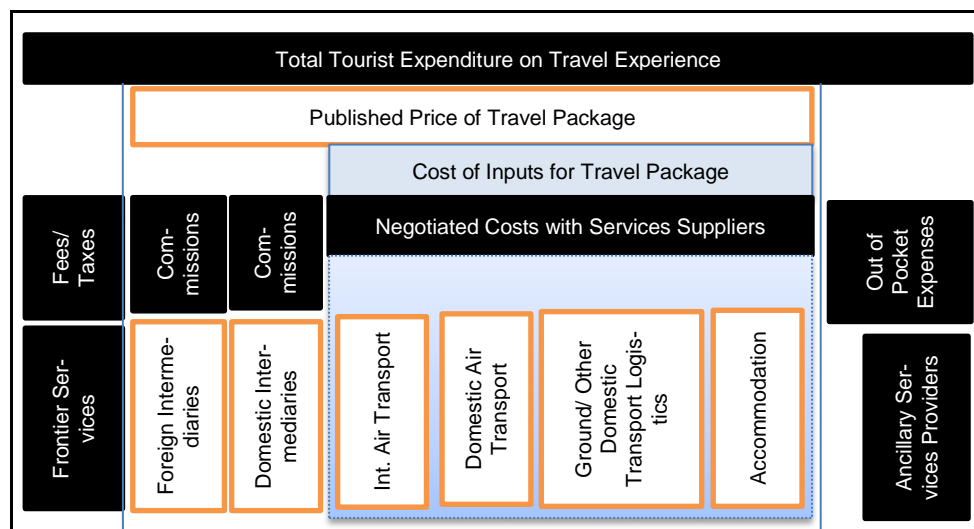 Total Tourist Expenditure on Travel Experience
Published Price of Travel Package
Cost of Inputs for Travel Package
Negotiated Costs with Services Suppliers
Fees/
Taxes
Com-
missions
Com-
missions
Out of
Pocket
Expenses
Frontier Ser-
vices
Foreign Interme-
diaries
Domestic Inter-
mediaries
Int. Air Transport
Domestic Air
Transport
Ground/ Other
Domestic
Transport Logis-
tics
Accommodation
Ancillary Ser-
vices Providers